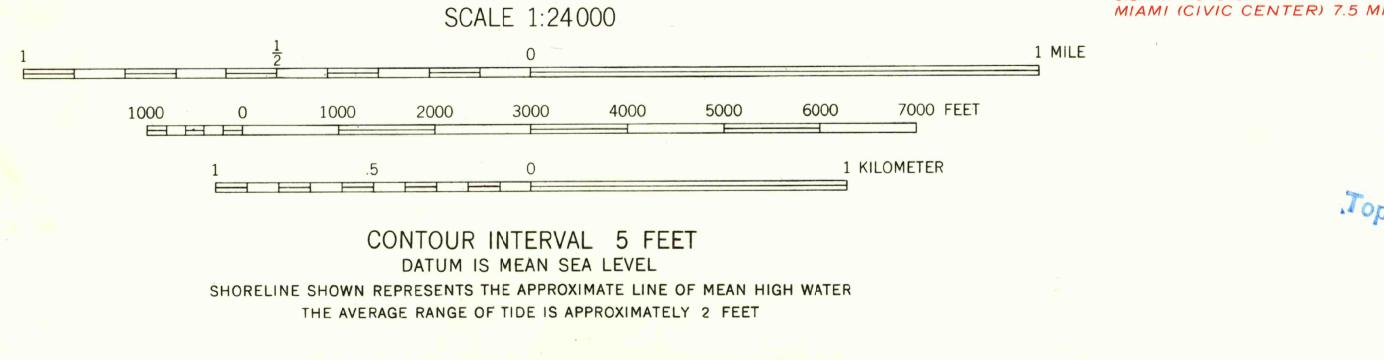 SCALE 1:24000
MIAMI (CIVIC CENTER) 7.5
1 1/2 0 1 MILE
1000 0 1000 2000 3000 4000 5000 6000 7000 FEET
1 .5 0 1 KILOMETER
CONTOUR INTERVAL 5 FEET
DATUM IS MEAN SEA LEVEL
SHORELINE SHOWN REPRESENTS THE APPROXIMATE LINE OF MEAN HIGH WATER
THE AVERAGE RANGE OF TIDE IS APPROXIMATELY 2 FEET